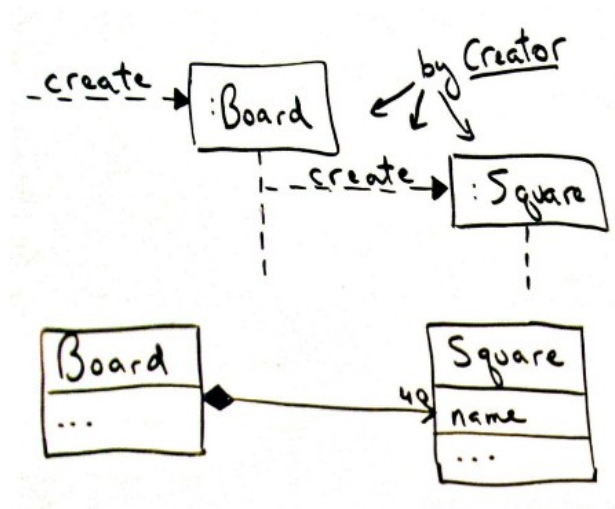 create
:Board
by Creator
create
:Square
Board
...
Square
40
name
...